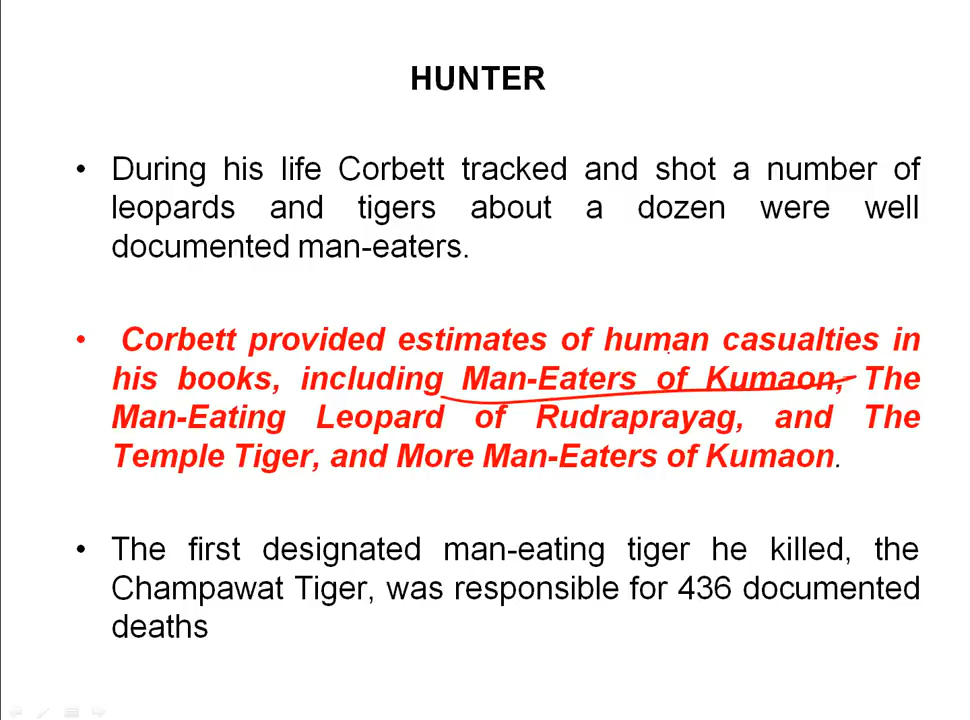 HUNTER
• During his life Corbett tracked and shot a number of
leopards and tigers about a dozen were well
documented man-eaters.
• Corbett provided estimates of human casualties in
his books, including Man-Eaters of Kumaon, The
Man-Eating Leopard of Rudraprayag, and The
Temple Tiger, and More Man-Eaters of Kumaon.
• The first designated man-eating tiger he killed, the
Champawat Tiger, was responsible for 436 documented
deaths